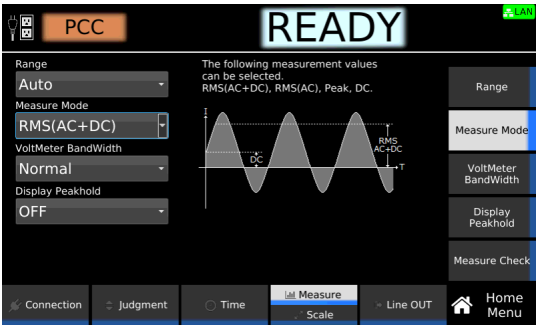 LAN
PCC
READY
Range
Auto
Measure Mode
RMS(AC+DC)
VoltMeter BandWidth
Normal
Display Peakhold
OFF
The following measurement values
can be selected.
RMS(AC+DC), RMS(AC), Peak, DC.
I
DC
RMS
AC+DC
T
Range
Measure Mode
VoltMeter
BandWidth
Display
Peakhold
Measure Check
Connection
Judgment
Time
Measure
Scale
Line OUT
Home
Menu